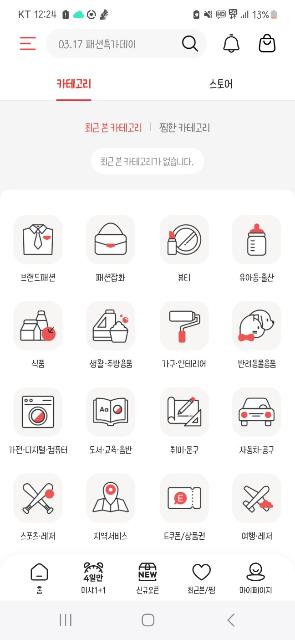 KT 12:24
13%
03.17 패션특가데이
카테고리 스토어
최근 본 카테고리 | 찜한 카테고리
최근 본 카테고리가 없습니다.
브랜드패션 패션잡화 뷰티 유아동·출산
식품 생활·주방용품 가구·인테리어 반려동물용품
Aa
가전·디지털·컴퓨터 도서·교육·음반 취미·문구 자동차·공구
E
스포츠·레저 지역서비스 E쿠폰/상품권 여행·레저
4일만 NEW
홈 미샤1+1 신규오픈 최근본/찜 마이페이지